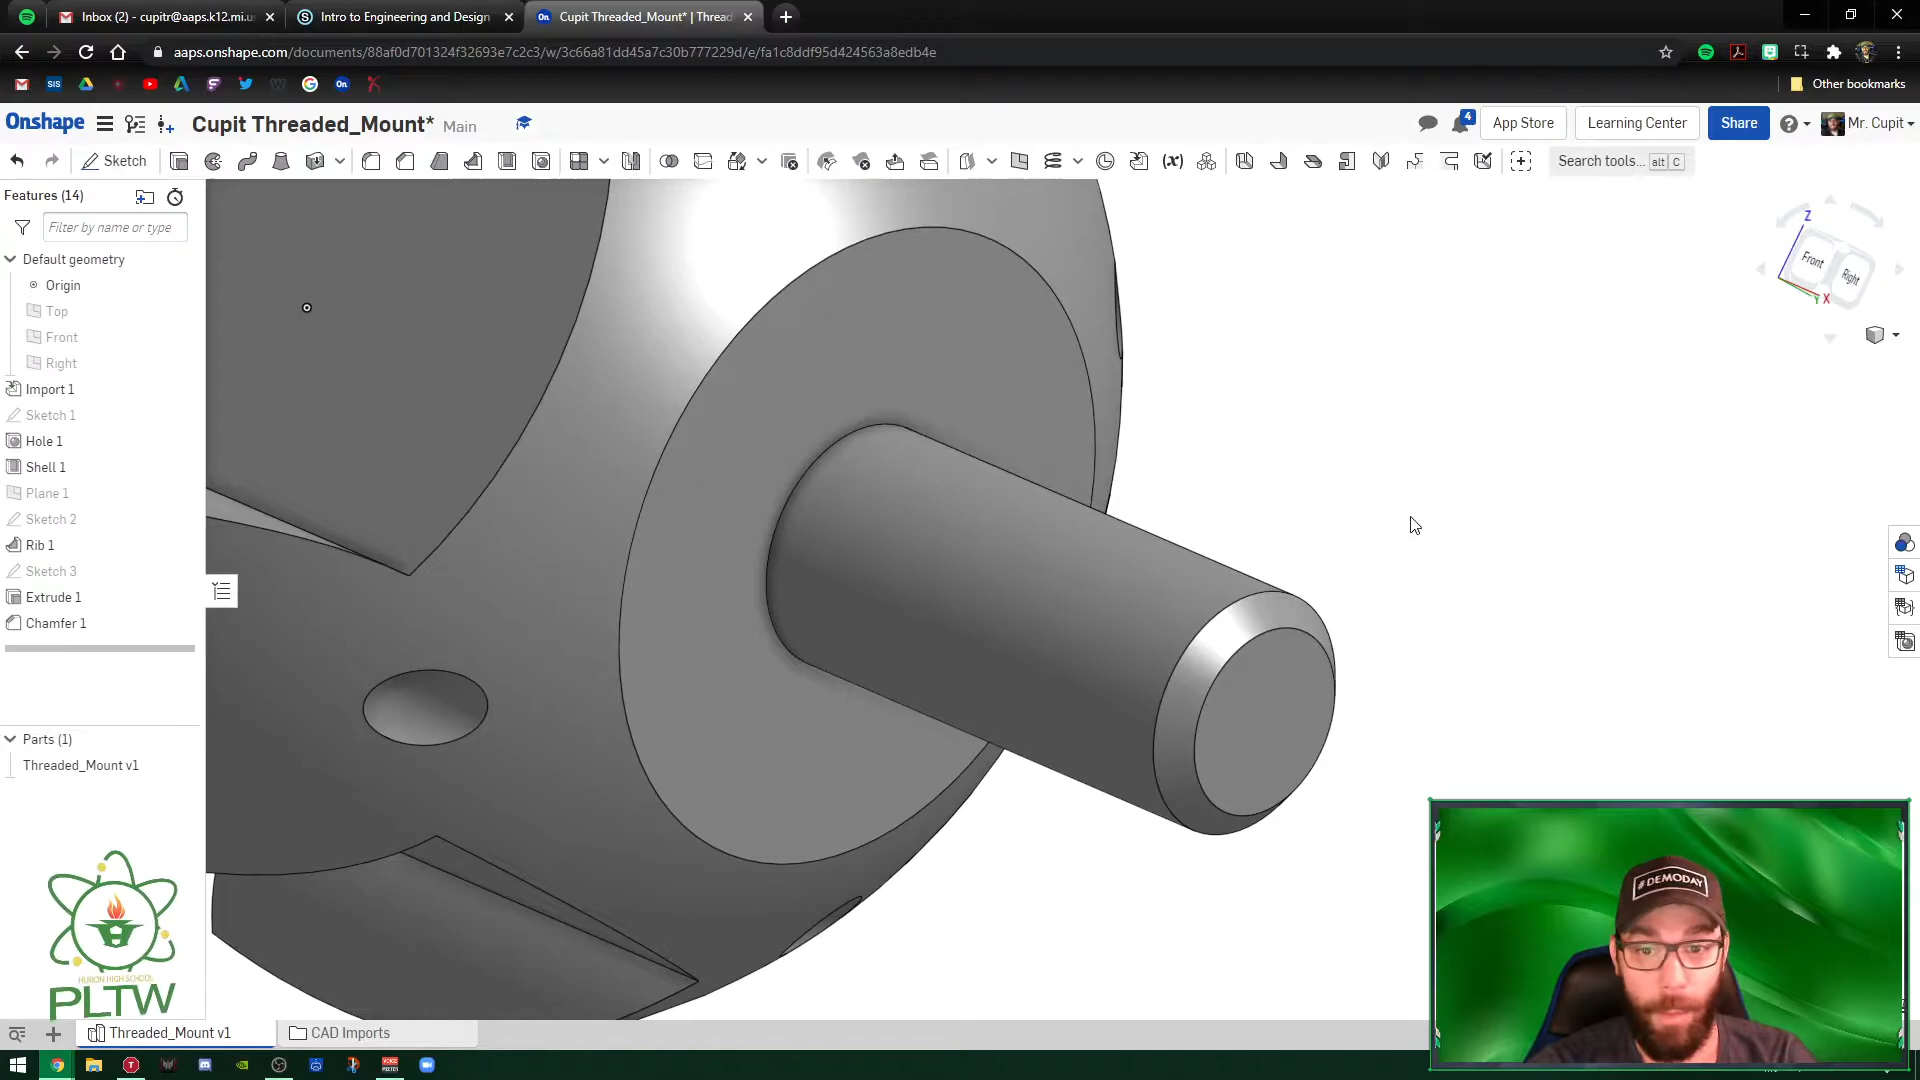 Inbox (2) - cupitr@aaps.k12.mi.us
Intro to Engineering and Design
Cupit Threaded_Mount* | Thread
aaps.onshape.com/documents/88af0d701324f32693e7c2c3/w/3c66a81dd45a7c30b777229d/e/fa1c8ddf95d424563a8edb4e
SIS
On
Other bookmarks
Onshape
Cupit Threaded_Mount* Main
4
App Store
Learning Center
Share
Mr. Cupit
Sketch
(x)
Search tools... alt C
Features (14)
Filter by name or type
Default geometry
Origin
Top
Front
Right
Import 1
Sketch 1
Hole 1
Shell 1
Plane 1
Sketch 2
Rib 1
Sketch 3
Extrude 1
Chamfer 1
Parts (1)
Threaded_Mount v1
Z
Front
Right
Y X
HURON HIGH SCHOOL
PLTW
#DEMODAY
Threaded_Mount v1
CAD Imports